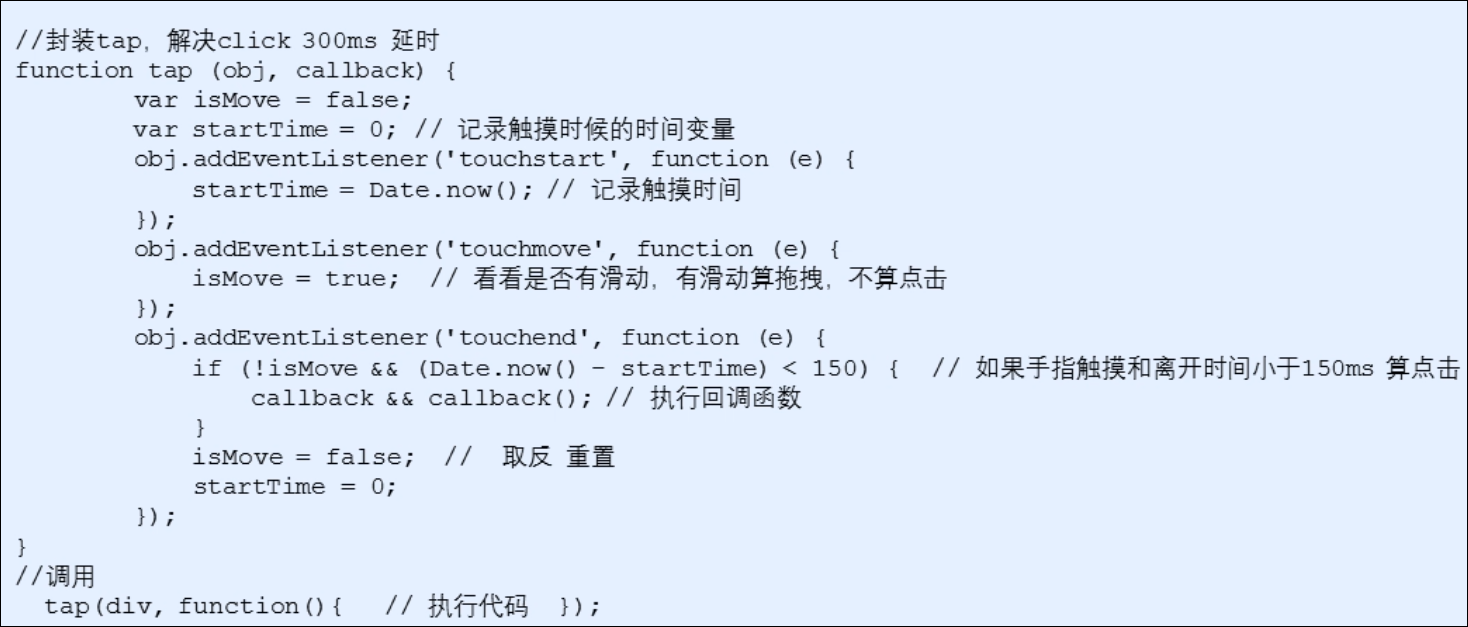 //封装tap，解决click 300ms 延时
function tap (obj, callback) {
        var isMove = false;
        var startTime = 0; // 记录触摸时候的时间变量
        obj.addEventListener('touchstart', function (e) {
            startTime = Date.now(); // 记录触摸时间
        });
        obj.addEventListener('touchmove', function (e) {
            isMove = true;  // 看看是否有滑动，有滑动算拖拽，不算点击
        });
        obj.addEventListener('touchend', function (e) {
            if (!isMove && (Date.now() - startTime) < 150) {  // 如果手指触摸和离开时间小于150ms 算点击
                callback && callback(); // 执行回调函数
            }
            isMove = false;  //  取反 重置
            startTime = 0;
        });
}
//调用
  tap(div, function(){   // 执行代码  });